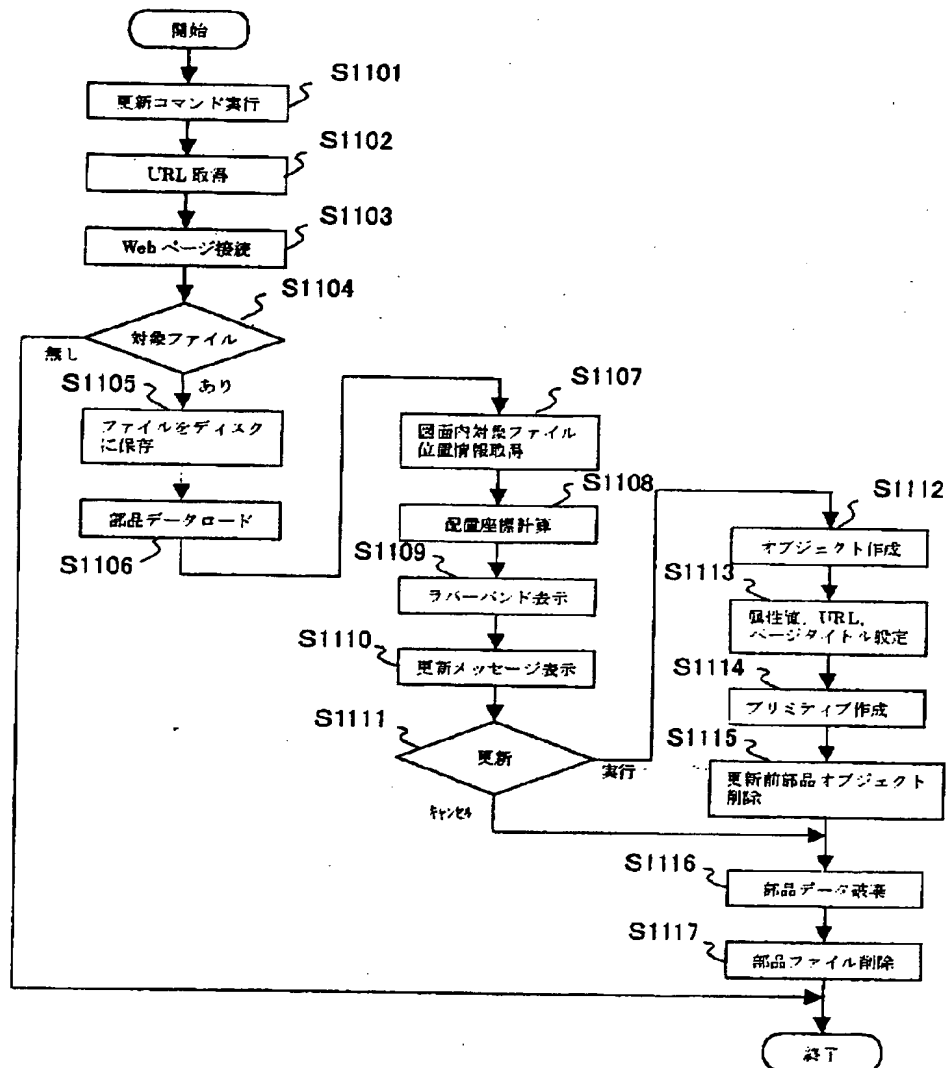 開始
S1101
更新コマンド実行
S1102
URL 取得
S1103
Web ページ接続
S1104
対象ファイル
無し
あり
S1105
ファイルをディスク
に保存
部品データロード
S1106
S1107
図面内対象ファイル
位置情報取得
S1108
配置座標計算
S1109
ラバーバンド表示
S1110
更新メッセージ表示
S1111
更新
実行
キャンセル
S1112
オブジェクト作成
S1113
属性値、URL、
ページタイトル設定
S1114
プリミティブ作成
S1115
更新前部品オブジェクト
削除
S1116
部品データ破棄
S1117
部品ファイル削除
終了